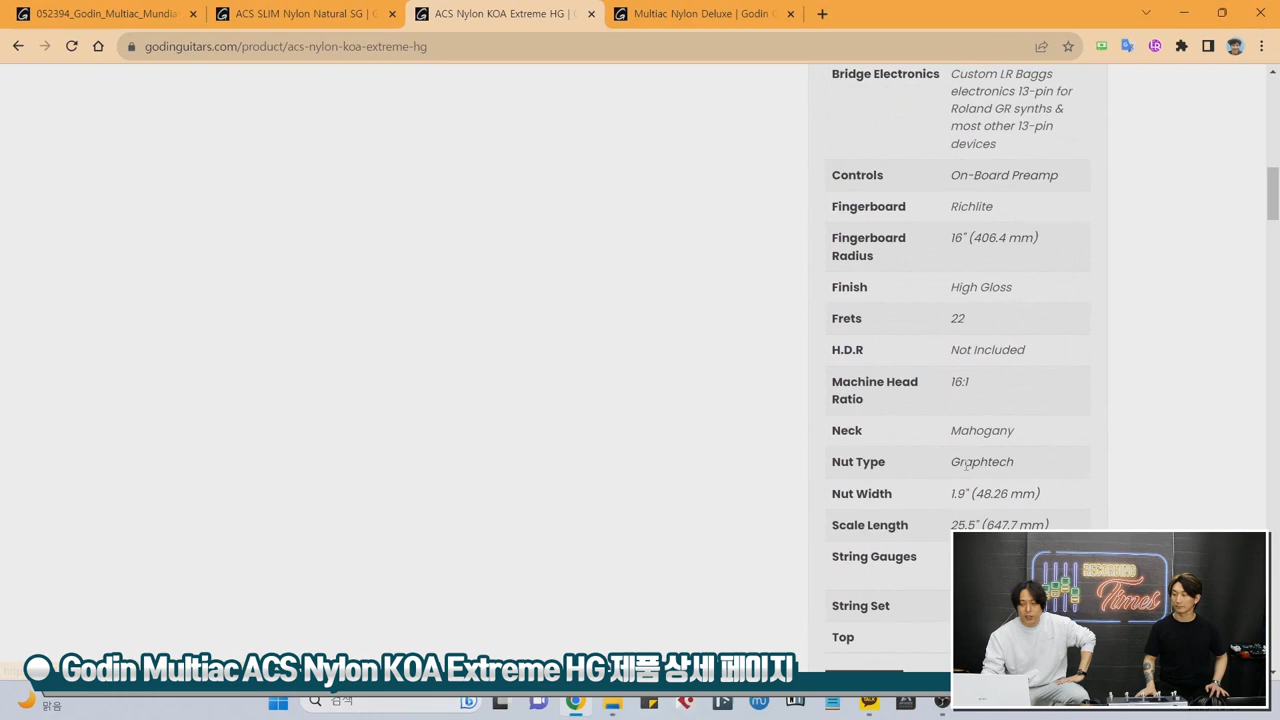 052394_Godin_Multiac_Mundia
ACS SLIM Nylon Natural SG | G
ACS Nylon KOA Extreme HG | G
Multiac Nylon Deluxe | Godin G
godinguitars.com/product/acs-nylon-koa-extreme-hg
Bridge Electronics Custom LR Baggs
electronics 13-pin for
Roland GR synths &
most other 13-pin
devices
Controls On-Board Preamp
Fingerboard Richlite
Fingerboard 16" (406.4 mm)
Radius
Finish High Gloss
Frets 22
H.D.R Not Included
Machine Head 16:1
Ratio
Neck Mahogany
Nut Type Graphtech
Nut Width 1.9" (48.26 mm)
Scale Length 25.5" (647.7 mm)
String Gauges
String Set
Top
RECORDING
Times
Godin Multiac ACS Nylon KOA Extreme HG 제품 상세 페이지
맑음
검색